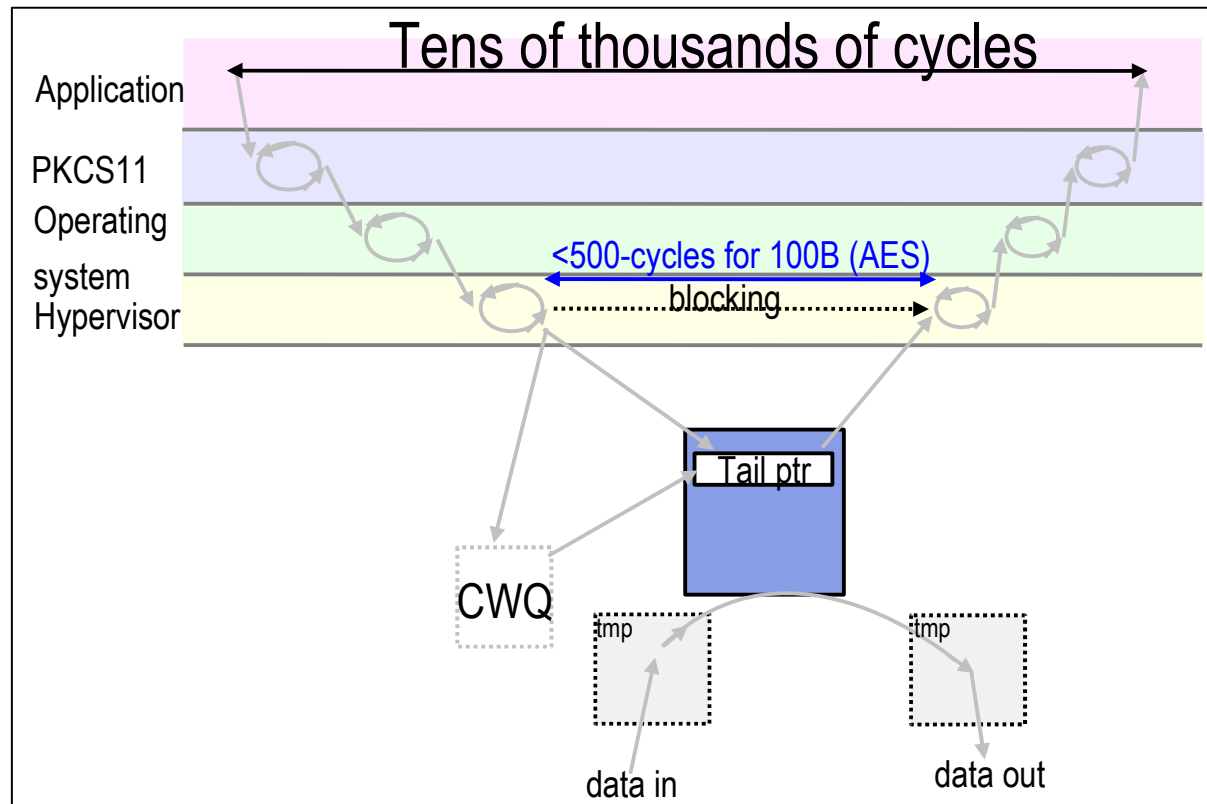 Tens of thousands of cycles
Application
PKCS11
Operating
system
Hypervisor
<500-cycles for 100B (AES)
blocking
Tail ptr
CWQ
tmp
tmp
data in
data out